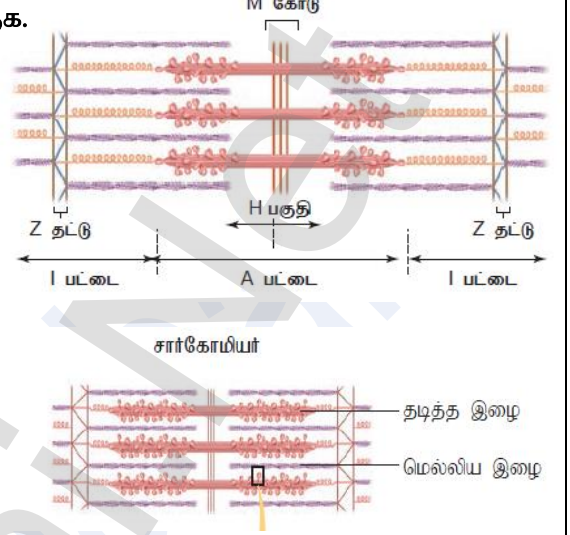 M கோடு
H பகுதி
Z தட்டு Z தட்டு
I பட்டை A பட்டை I பட்டை
சார்கோமியர்
தடித்த இழை
மெல்லிய இழை